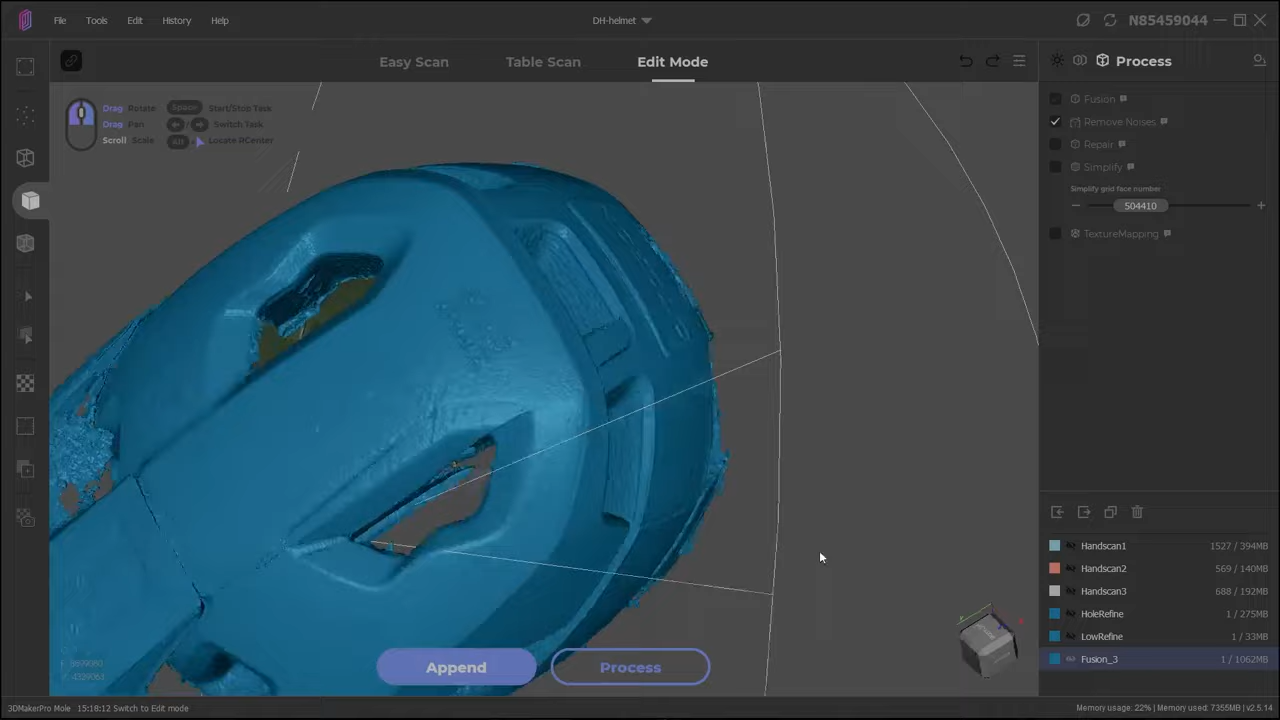 File Tools Edit History Help DH-helmet N85459044
Easy Scan Table Scan Edit Mode Process
Drag Rotate Space Start/Stop Task
Drag Pan Switch Task
Scroll Scale Alt + Locate RCenter
Fusion
Remove Noises
Repair
Simplify
Simplify grid face number
504410
TextureMapping
Handscan1 1527 / 394MB
Handscan2 569 / 140MB
Handscan3 688 / 192MB
HoleRefine 1 / 275MB
LowRefine 1 / 33MB
Fusion_3 1 / 1062MB
Append Process
3DMakerPro Mole 15:18:12 Switch to Edit mode Memory usage: 22% | Memory used: 7355MB | v2.5.14